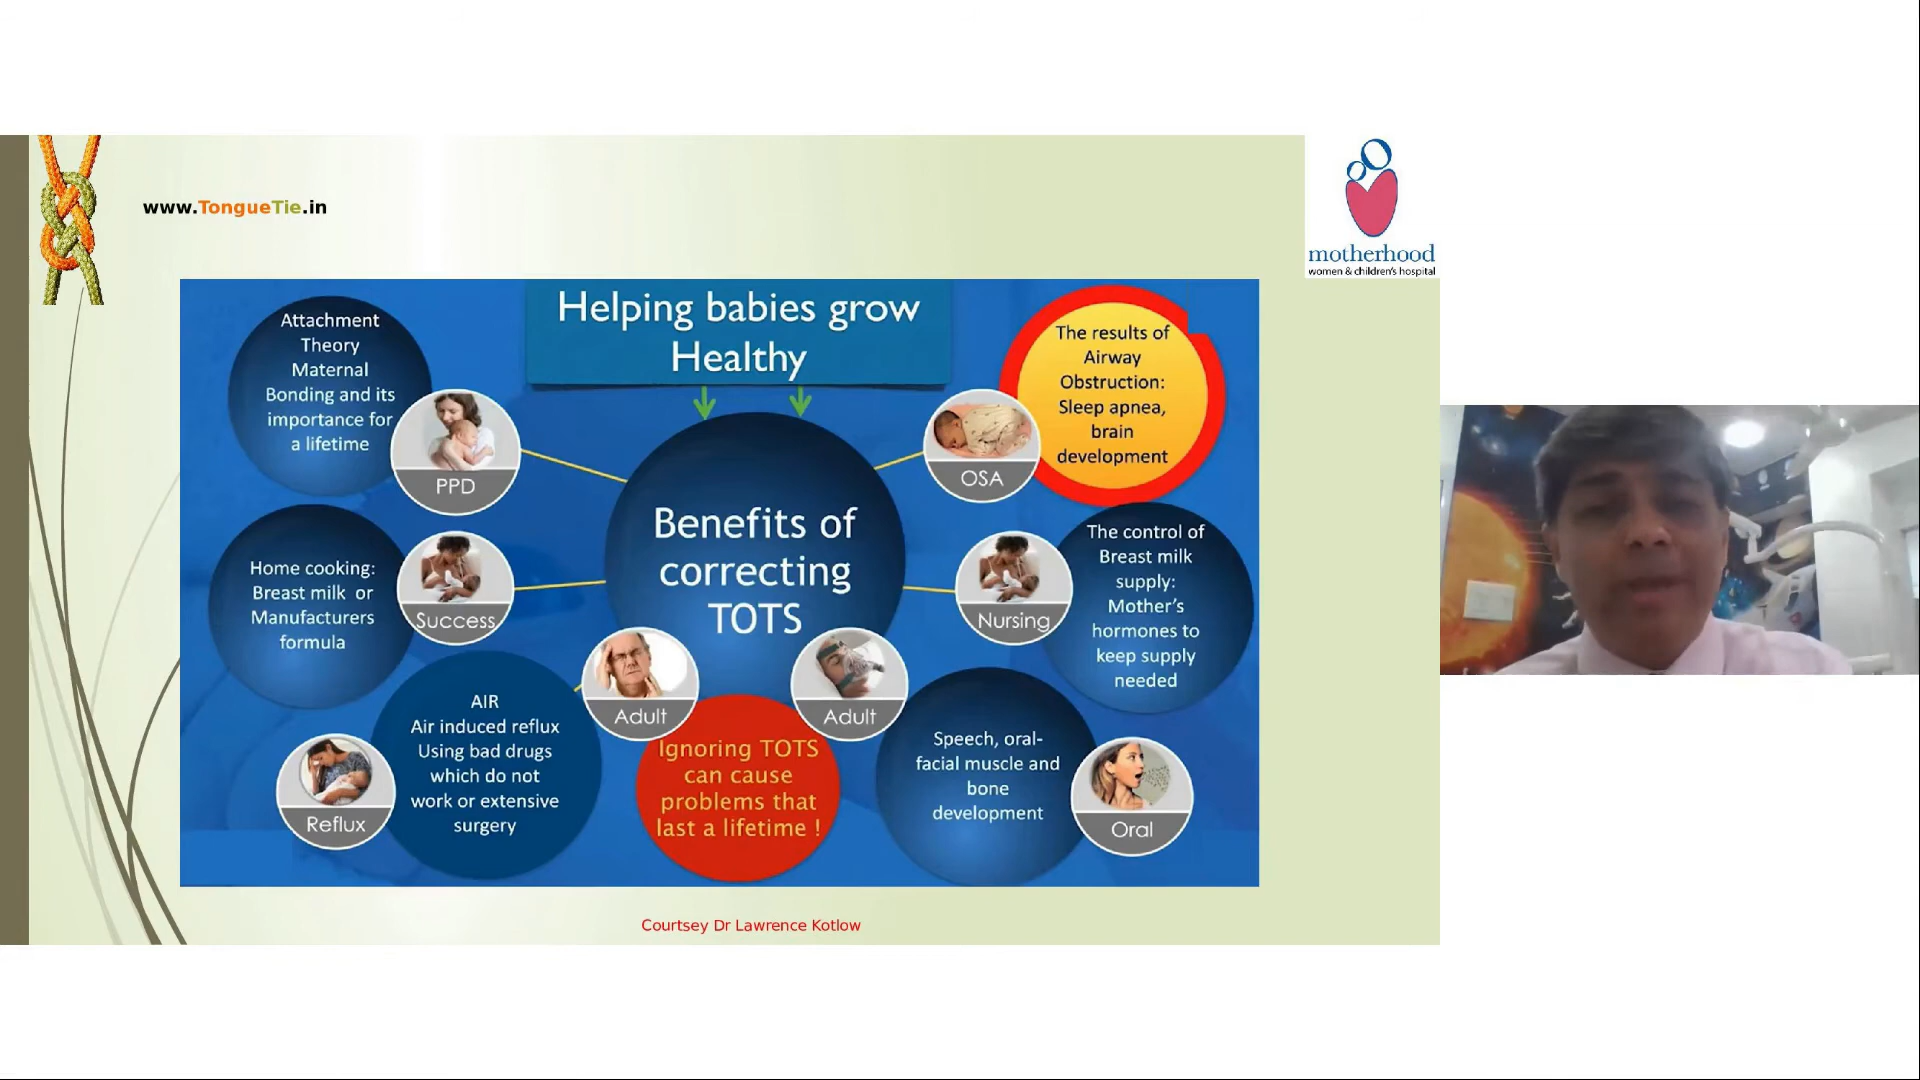 www.TongueTie.in
motherhood
women & children's hospital
Helping babies grow
Healthy
Attachment
Theory
Maternal
Bonding and its
importance for
a lifetime
PPD
The results of
Airway
Obstruction:
Sleep apnea,
brain
development
OSA
Benefits of
correcting
TOTS
Home cooking:
Breast milk or
Manufacturers
formula
Success
Nursing
The control of
Breast milk
supply:
Mother's
hormones to
keep supply
needed
Adult
Adult
AIR
Air induced reflux
Using bad drugs
which do not
work or extensive
surgery
Reflux
Ignoring TOTS
can cause
problems that
last a lifetime !
Speech, oral-
facial muscle and
bone
development
Oral
Courtsey Dr Lawrence Kotlow